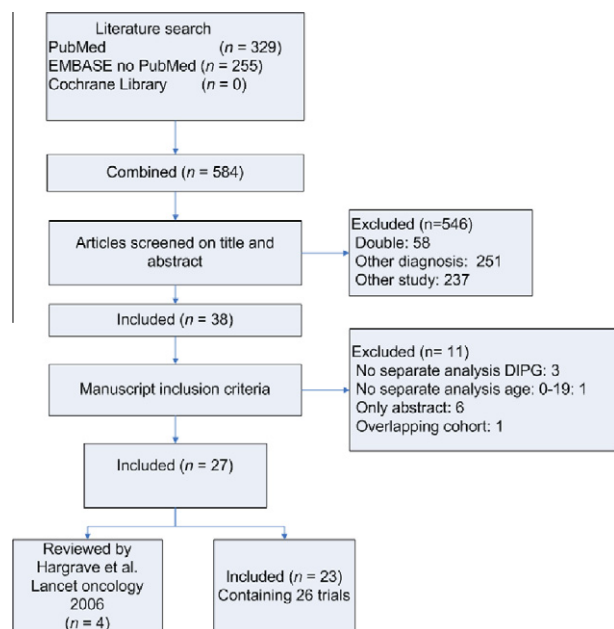 Literature search
PubMed (n = 329)
EMBASE no PubMed (n = 255)
Cochrane Library (n = 0)
Combined (n = 584)
Articles screened on title and
abstract
Excluded (n=546)
Double: 58
Other diagnosis: 251
Other study: 237
Included (n = 38)
Manuscript inclusion criteria
Excluded (n= 11)
No separate analysis DIPG: 3
No separate analysis age: 0-19: 1
Only abstract: 6
Overlapping cohort: 1
Included (n = 27)
Reviewed by
Hargrave et al.
Lancet oncology
2006
(n = 4)
Included (n = 23)
Containing 26 trials